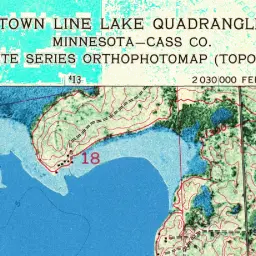 TOWN LINE LAKE QUADRANGLE
MINNESOTA—CASS CO.
TE SERIES ORTHOPHOTOMAP (TOPO
413
2 030 000 FE
18